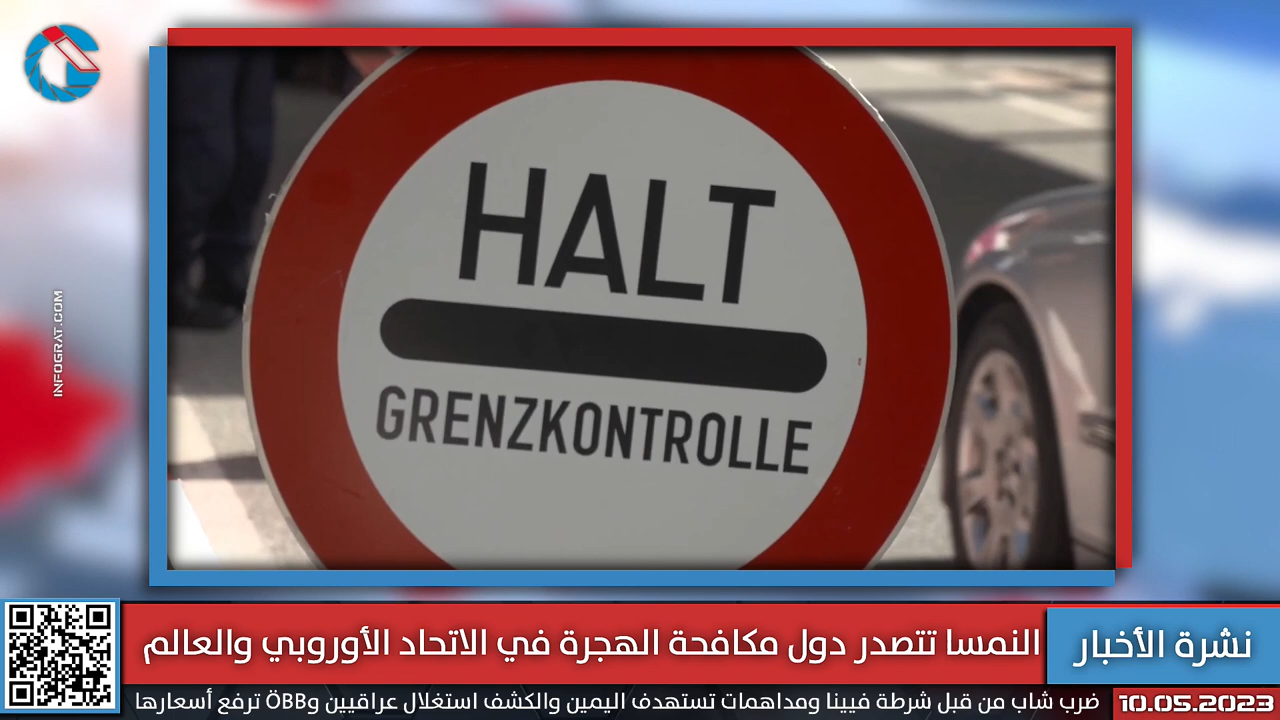 HALT
GRENZKONTROLLE
INFOGRAT.COM
نشرة الأخبار
النمسا تتصدر دول مكافحة الهجرة في الاتحاد الأوروبي والعالم
10.05.2023
ضرب شاب من قبل شرطة فيينا ومداهمات تستهدف اليمين والكشف استغلال عراقيين وÖBB ترفع أسعارها